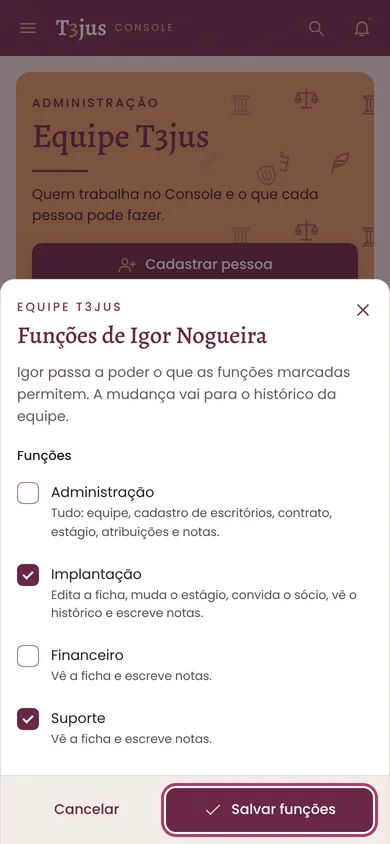 T3jus CONSOLE
ADMINISTRAÇÃO
Equipe T3jus
Quem trabalha no Console e o que cada
pessoa pode fazer.
Cadastrar pessoa
EQUIPE T3JUS
Funções de Igor Nogueira
Igor passa a poder o que as funções marcadas
permitem. A mudança vai para o histórico da
equipe.
Funções
Administração
Tudo: equipe, cadastro de escritórios, contrato,
estágio, atribuições e notas.
Implantação
Edita a ficha, muda o estágio, convida o sócio, vê o
histórico e escreve notas.
Financeiro
Vê a ficha e escreve notas.
Suporte
Vê a ficha e escreve notas.
Cancelar
Salvar funções